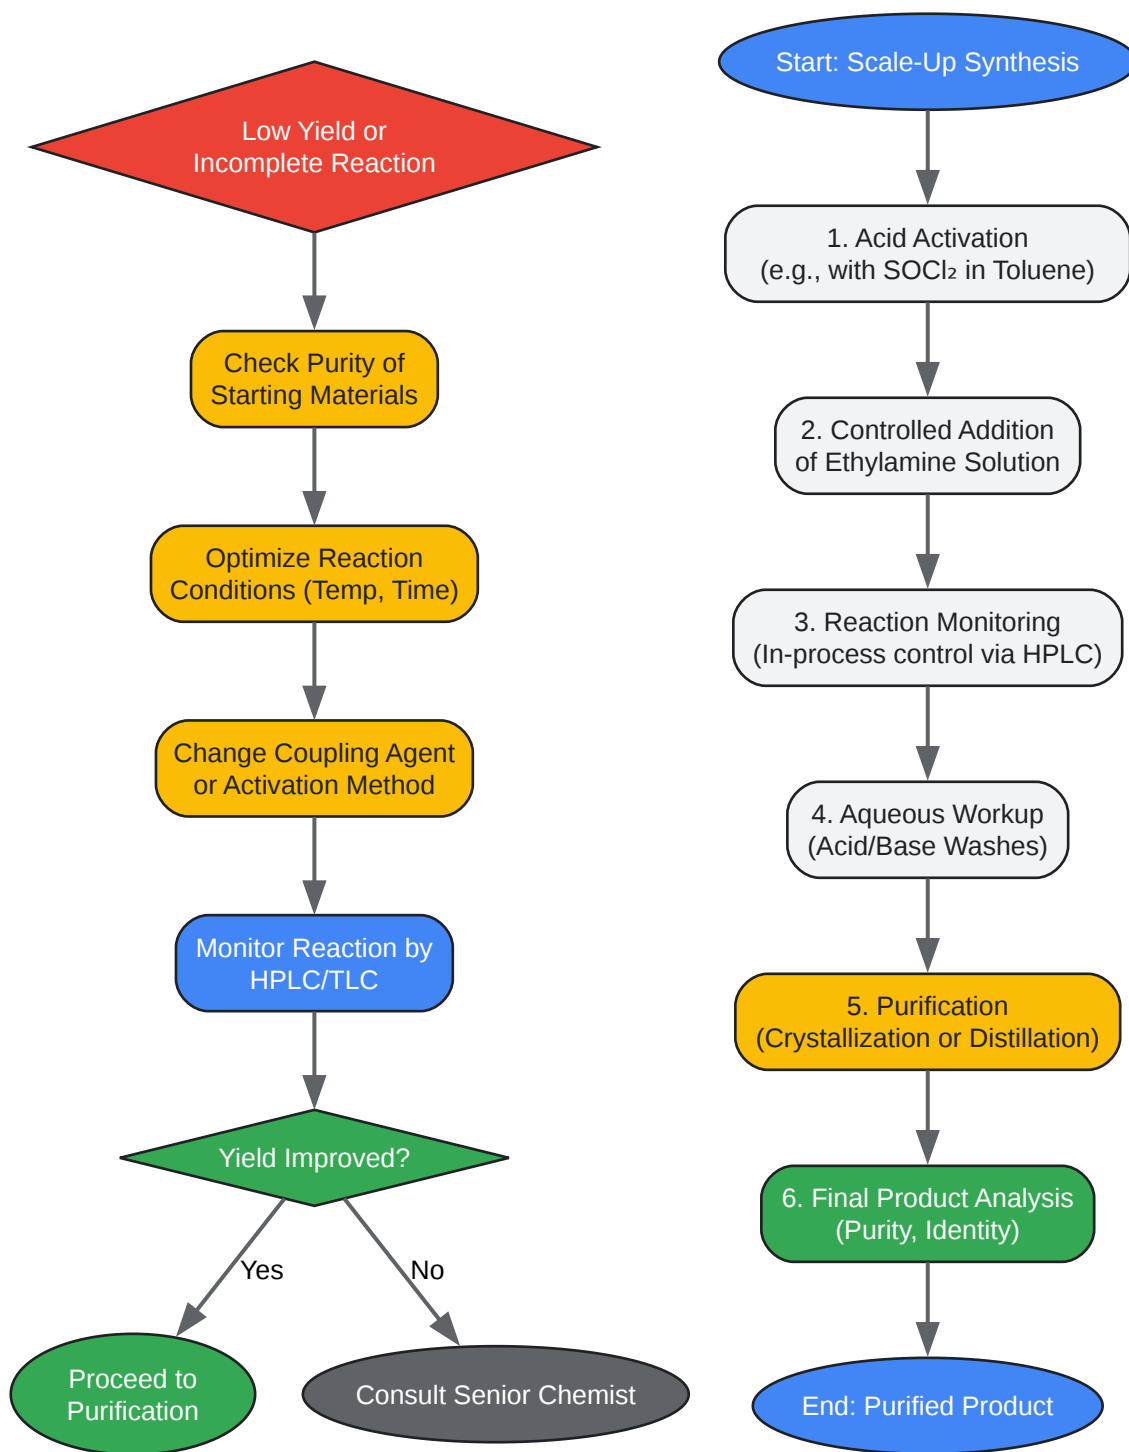 Low Yield or
Incomplete Reaction
Check Purity of
Starting Materials
Optimize Reaction
Conditions (Temp, Time)
Change Coupling Agent
or Activation Method
Monitor Reaction by
HPLC/TLC
Yield Improved?
Yes
No
Proceed to
Purification
Consult Senior Chemist
Start: Scale-Up Synthesis
1. Acid Activation
(e.g., with SOCl₂ in Toluene)
2. Controlled Addition
of Ethylamine Solution
3. Reaction Monitoring
(In-process control via HPLC)
4. Aqueous Workup
(Acid/Base Washes)
5. Purification
(Crystallization or Distillation)
6. Final Product Analysis
(Purity, Identity)
End: Purified Product